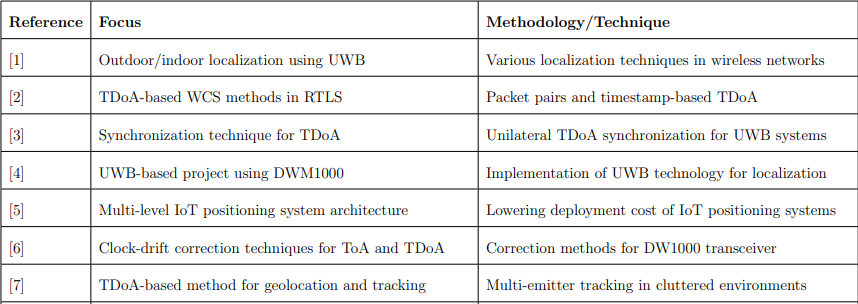 Reference Focus Methodology/Technique
[1] Outdoor/indoor localization using UWB Various localization techniques in wireless networks
[2] TDoA-based WCS methods in RTLS Packet pairs and timestamp-based TDoA
[3] Synchronization technique for TDoA Unilateral TDoA synchronization for UWB systems
[4] UWB-based project using DWM1000 Implementation of UWB technology for localization
[5] Multi-level IoT positioning system architecture Lowering deployment cost of IoT positioning systems
[6] Clock-drift correction techniques for ToA and TDoA Correction methods for DW1000 transceiver
[7] TDoA-based method for geolocation and tracking Multi-emitter tracking in cluttered environments